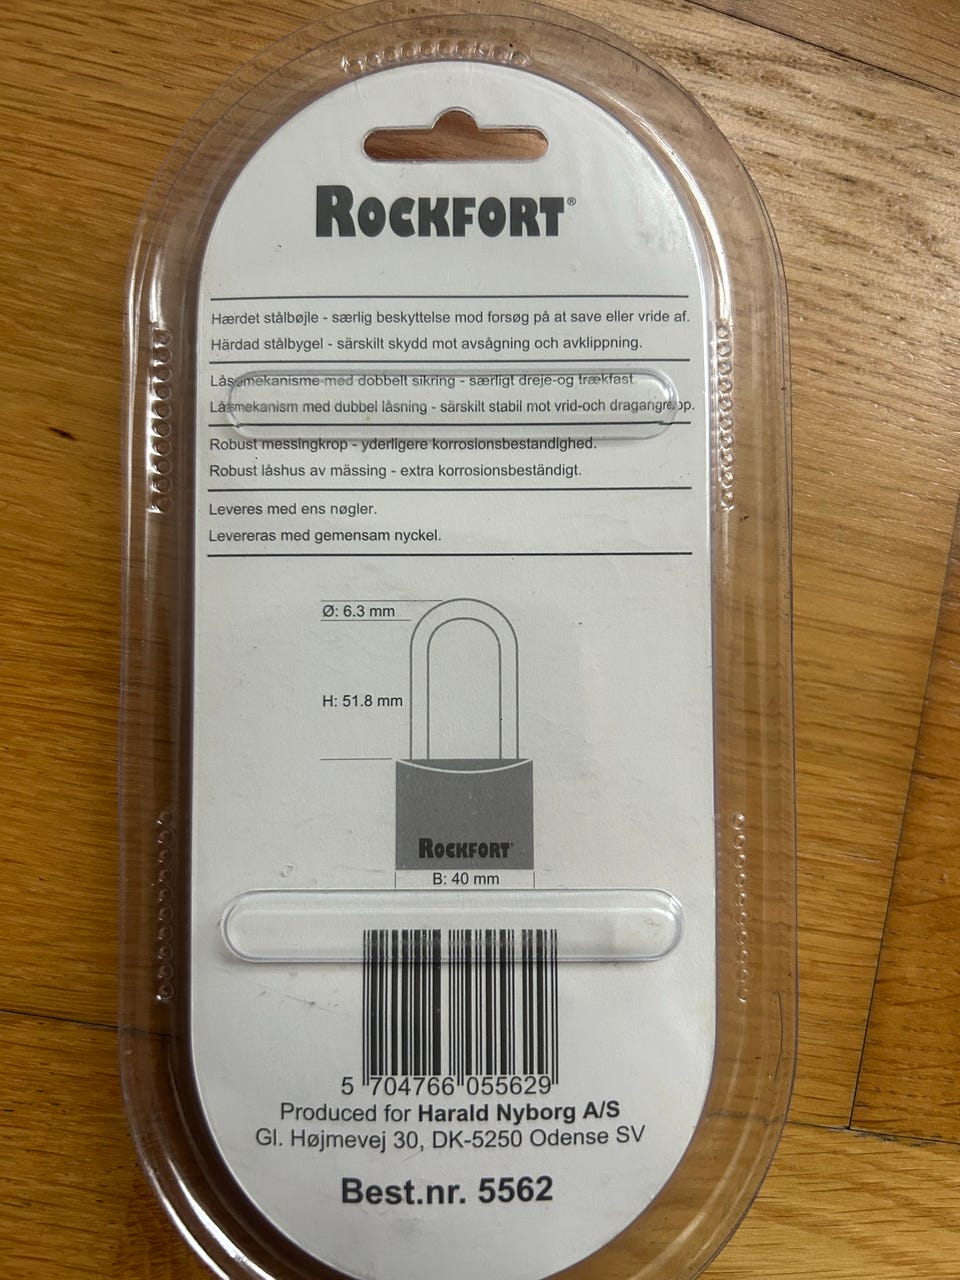 ROCKFORT®
Hærdet stålbøjle - særlig beskyttelse mod forsøg på at save eller vride af.
Härdad stålbygel - särskilt skydd mot avsågning och avklippning.
Låsemekanisme med dobbelt sikring - særligt dreje-og trækfast
Låsmekanism med dubbel låsning - särskilt stabil mot vrid-och dragangrepp.
Robust messingkrop - yderligere korrosionsbestandighed.
Robust låshus av mässing - extra korrosionsbeständigt.
Leveres med ens nøgler.
Levereras med gemensam nyckel.
Ø: 6.3 mm
H: 51.8 mm
ROCKFORT®
B: 40 mm
5 704766 055629
Produced for Harald Nyborg A/S
Gl. Højmevej 30, DK-5250 Odense SV
Best.nr. 5562